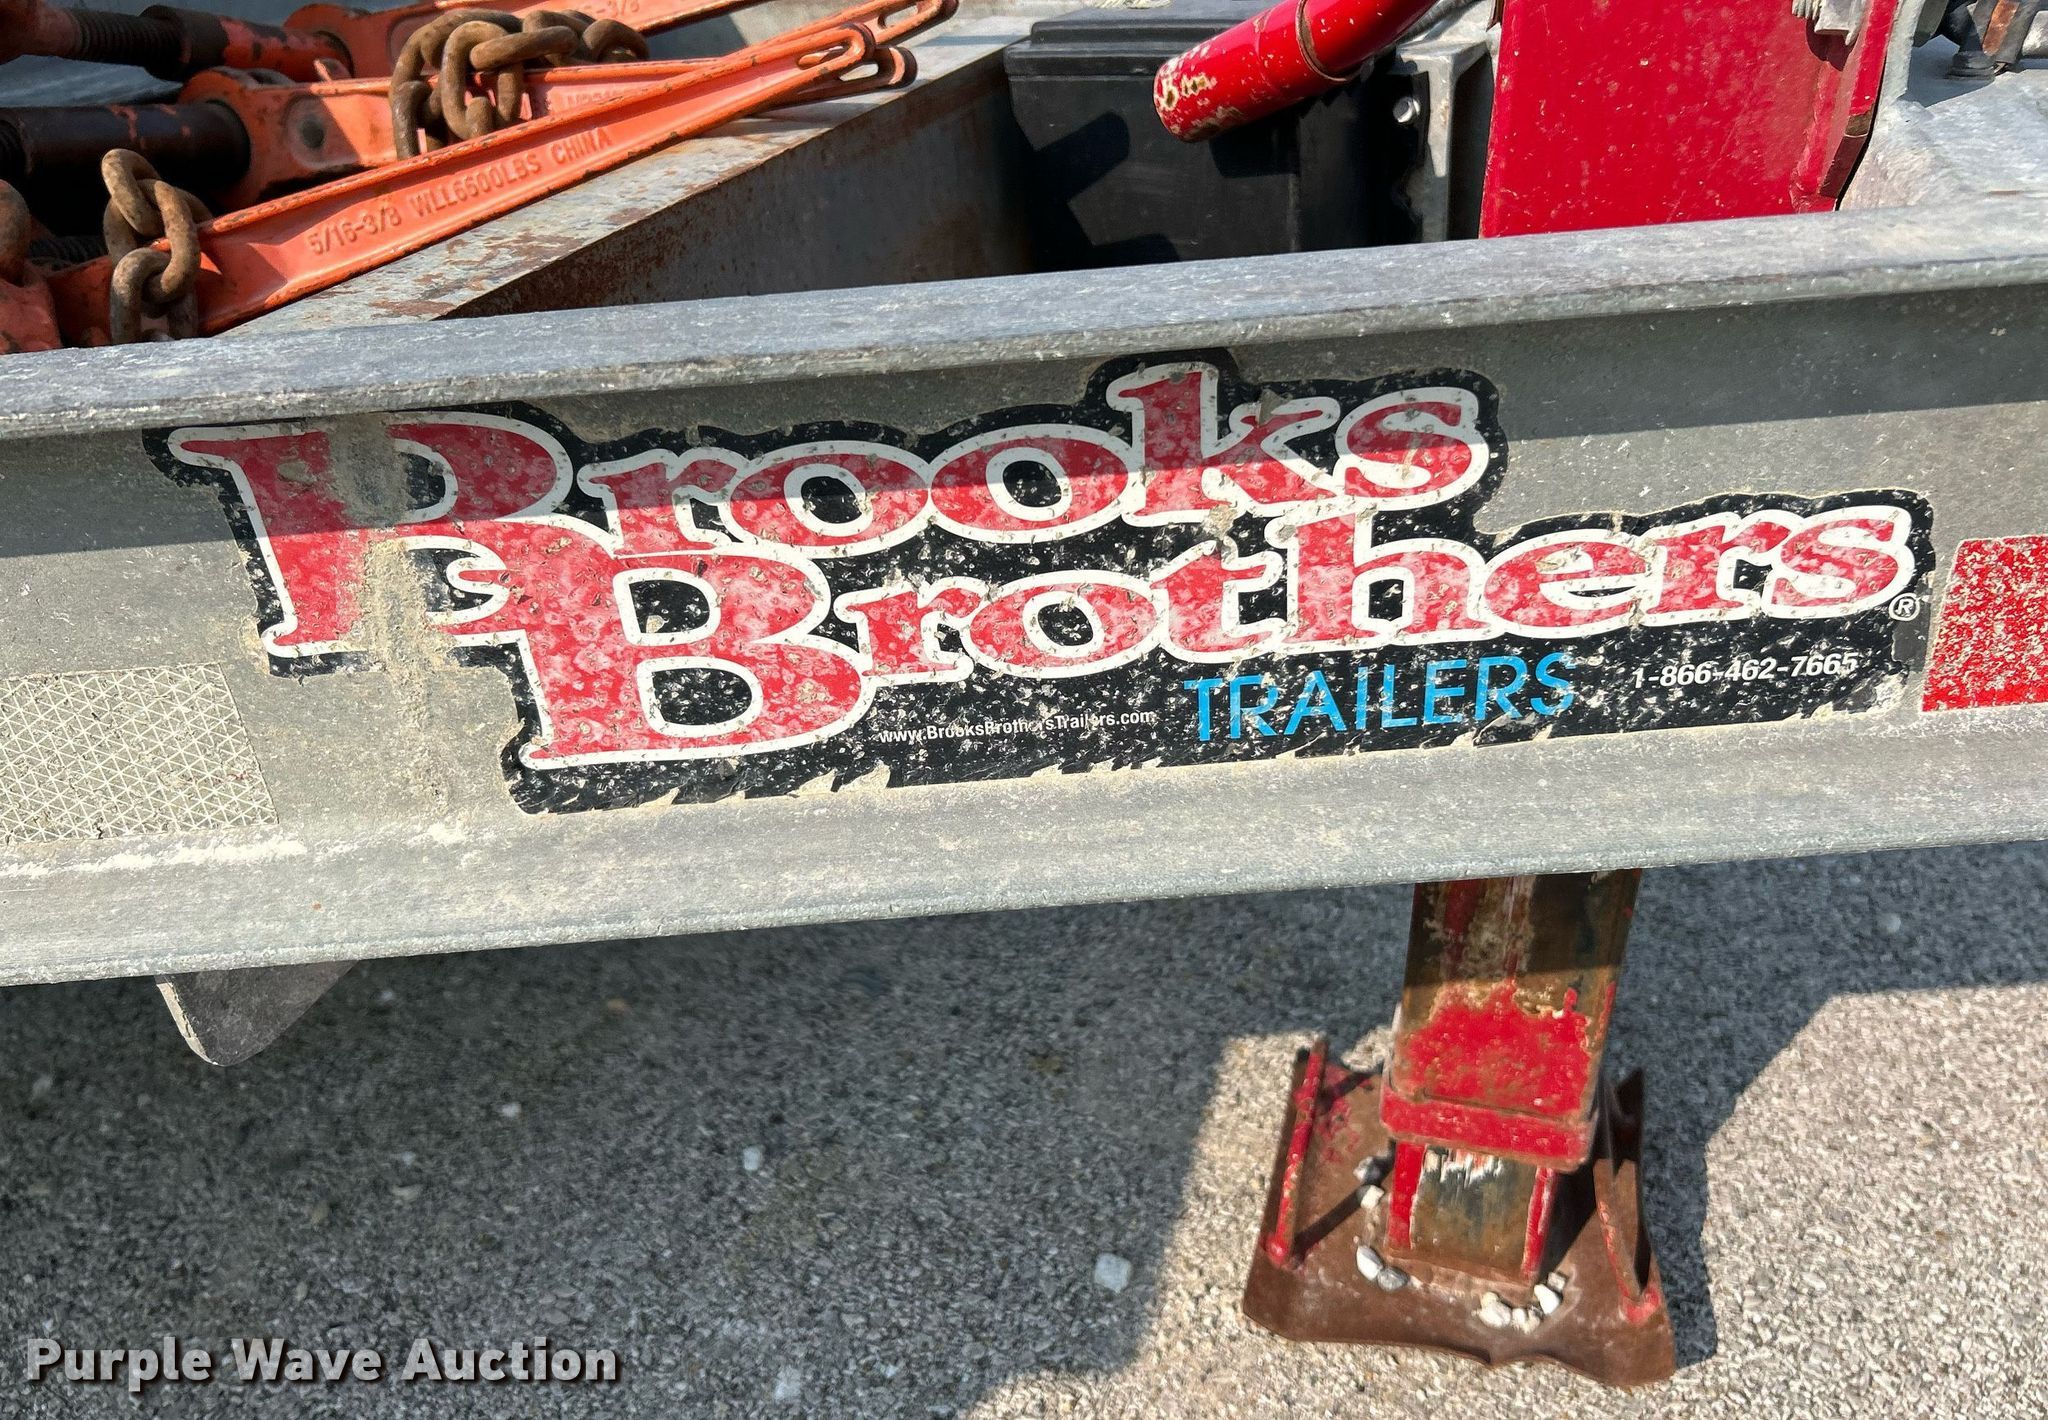 5/16-3/8 WLL6600LBS CHINA
Brooks
Brothers®
www.BrooksBrothersTrailers.com TRAILERS 1-866-462-7665
Purple Wave Auction